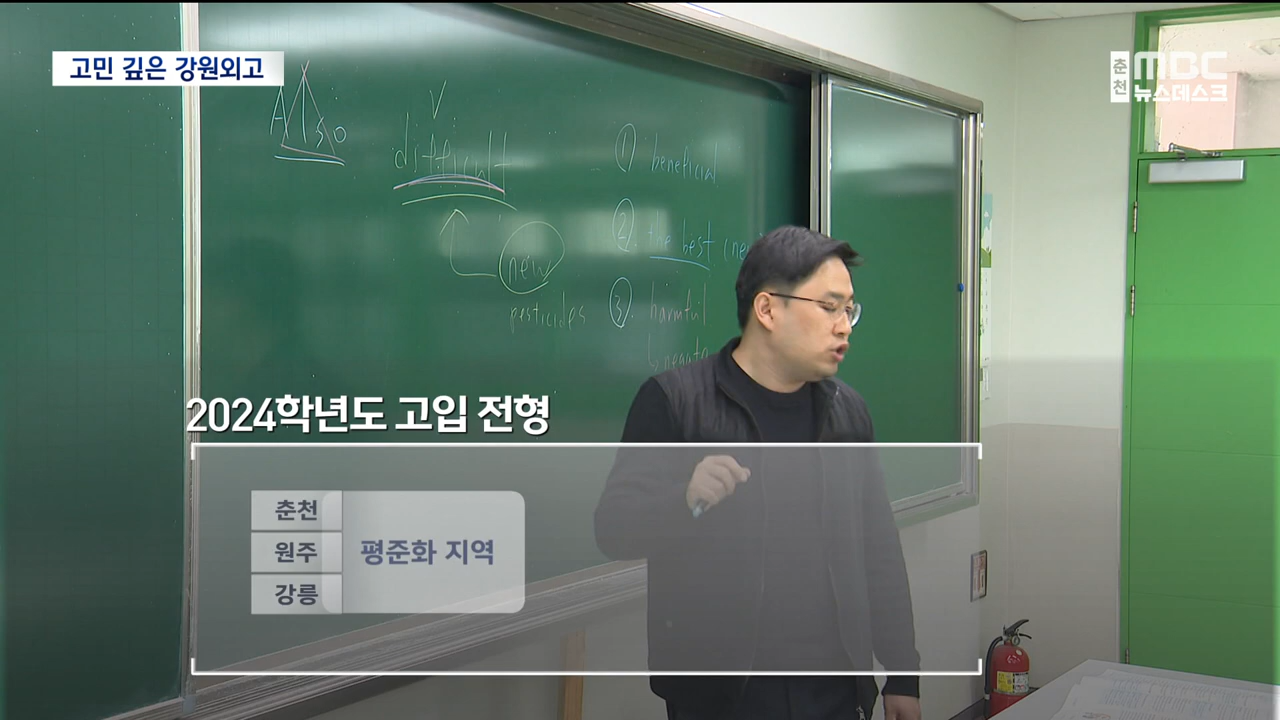 고민 깊은 강원외고
춘천 MBC
뉴스데스크
difficult
new
pesticides
① beneficial
② the best
③ harmful
2024학년도 고입 전형
춘천
원주
강릉
평준화 지역